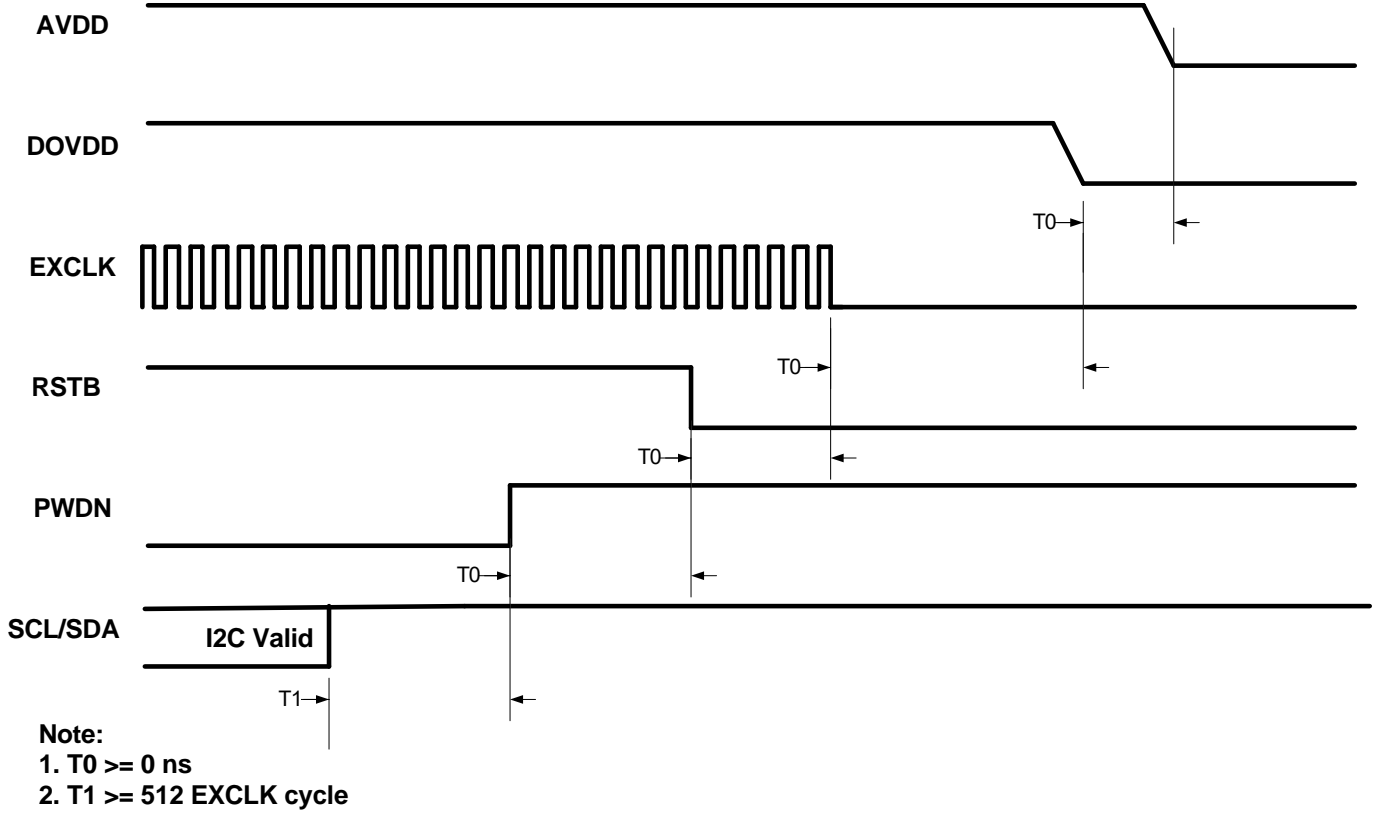 AVDD
DOVDD
T0
EXCLK
T0
RSTB
T0
PWDN
T0
SCL/SDA
I2C Valid
T1
Note:
1. T0 >= 0 ns
2. T1 >= 512 EXCLK cycle